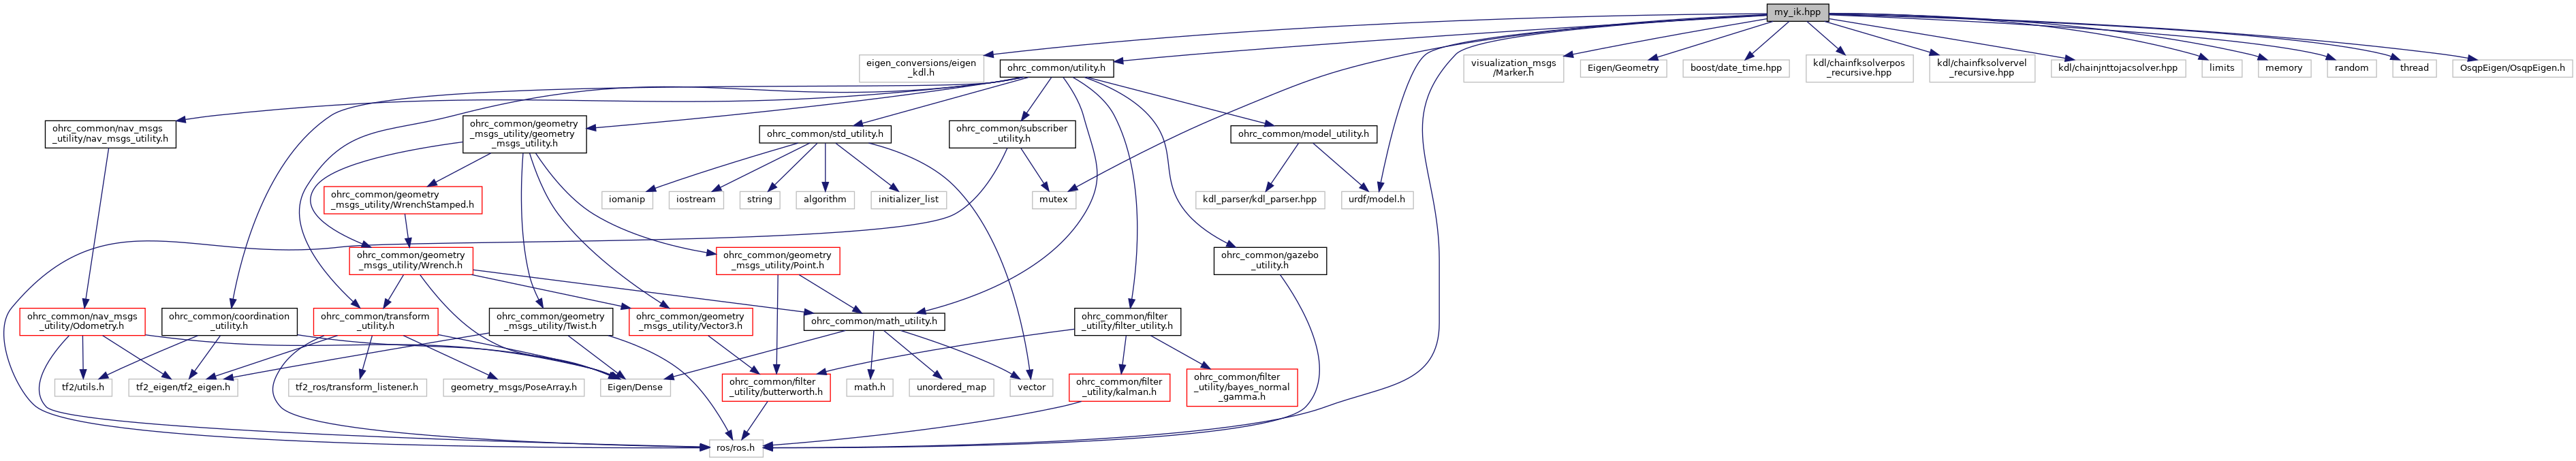 my_ik.hpp
eigen_conversions/eigen
_kdl.h
ohrc_common/utility.h
visualization_msgs
/Marker.h
Eigen/Geometry
boost/date_time.hpp
kdl/chainfksolverpos
_recursive.hpp
kdl/chainfksolvervel
_recursive.hpp
kdl/chainjnttojacsolver.hpp
limits
memory
random
thread
OsqpEigen/OsqpEigen.h
ohrc_common/nav_msgs
_utility/nav_msgs_utility.h
ohrc_common/geometry
_msgs_utility/geometry
_msgs_utility.h
ohrc_common/std_utility.h
ohrc_common/subscriber
_utility.h
ohrc_common/model_utility.h
ohrc_common/geometry
_msgs_utility/WrenchStamped.h
iomanip
iostream
string
algorithm
initializer_list
mutex
kdl_parser/kdl_parser.hpp
urdf/model.h
ohrc_common/geometry
_msgs_utility/Wrench.h
ohrc_common/geometry
_msgs_utility/Point.h
ohrc_common/gazebo
_utility.h
ohrc_common/nav_msgs
_utility/Odometry.h
ohrc_common/coordination
_utility.h
ohrc_common/transform
_utility.h
ohrc_common/geometry
_msgs_utility/Twist.h
ohrc_common/geometry
_msgs_utility/Vector3.h
ohrc_common/math_utility.h
ohrc_common/filter
_utility/filter_utility.h
tf2/utils.h
tf2_eigen/tf2_eigen.h
tf2_ros/transform_listener.h
geometry_msgs/PoseArray.h
Eigen/Dense
ohrc_common/filter
_utility/butterworth.h
math.h
unordered_map
vector
ohrc_common/filter
_utility/kalman.h
ohrc_common/filter
_utility/bayes_normal
_gamma.h
ros/ros.h